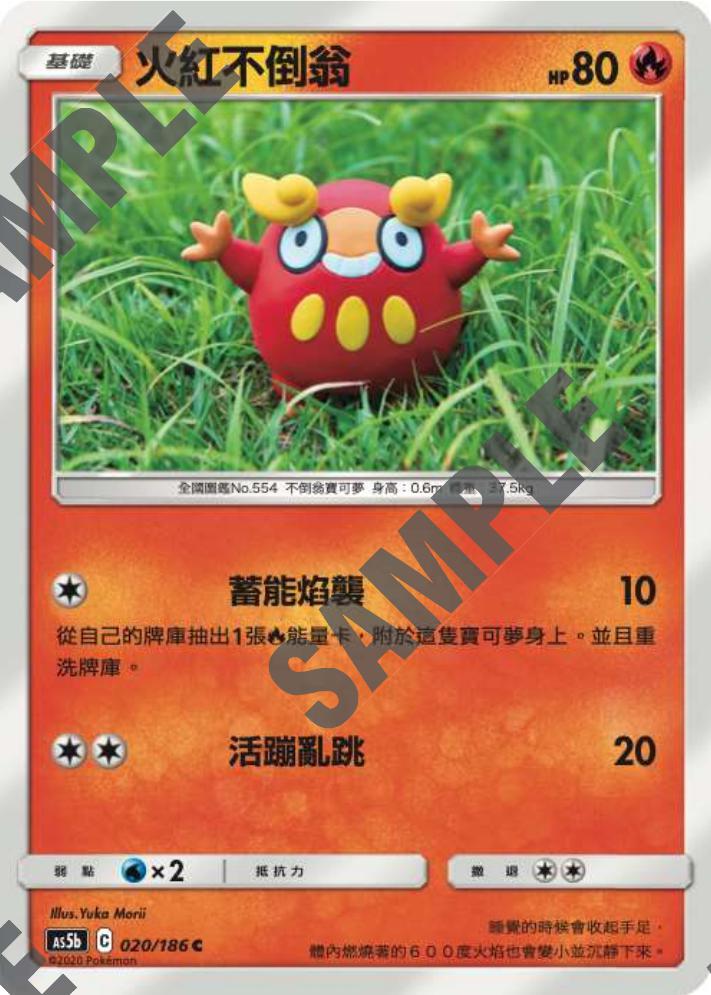 基礎 火紅不倒翁 HP80
全國圖鑑No.554 不倒翁寶可夢 身高：0.6m 體重：37.5kg
蓄能焰襲 10
從自己的牌庫抽出1張能量卡，附於這隻寶可夢身上。並且重
洗牌庫。
活蹦亂跳 20
弱點 ×2 抵抗力 撤退
Illus.Yuka Morii
AS5b C 020/186 C
©2020 Pokémon
睡覺的時候會收起手足，
體內燃燒著的６００度火焰也會變小並沉靜下來。
SAMPLE